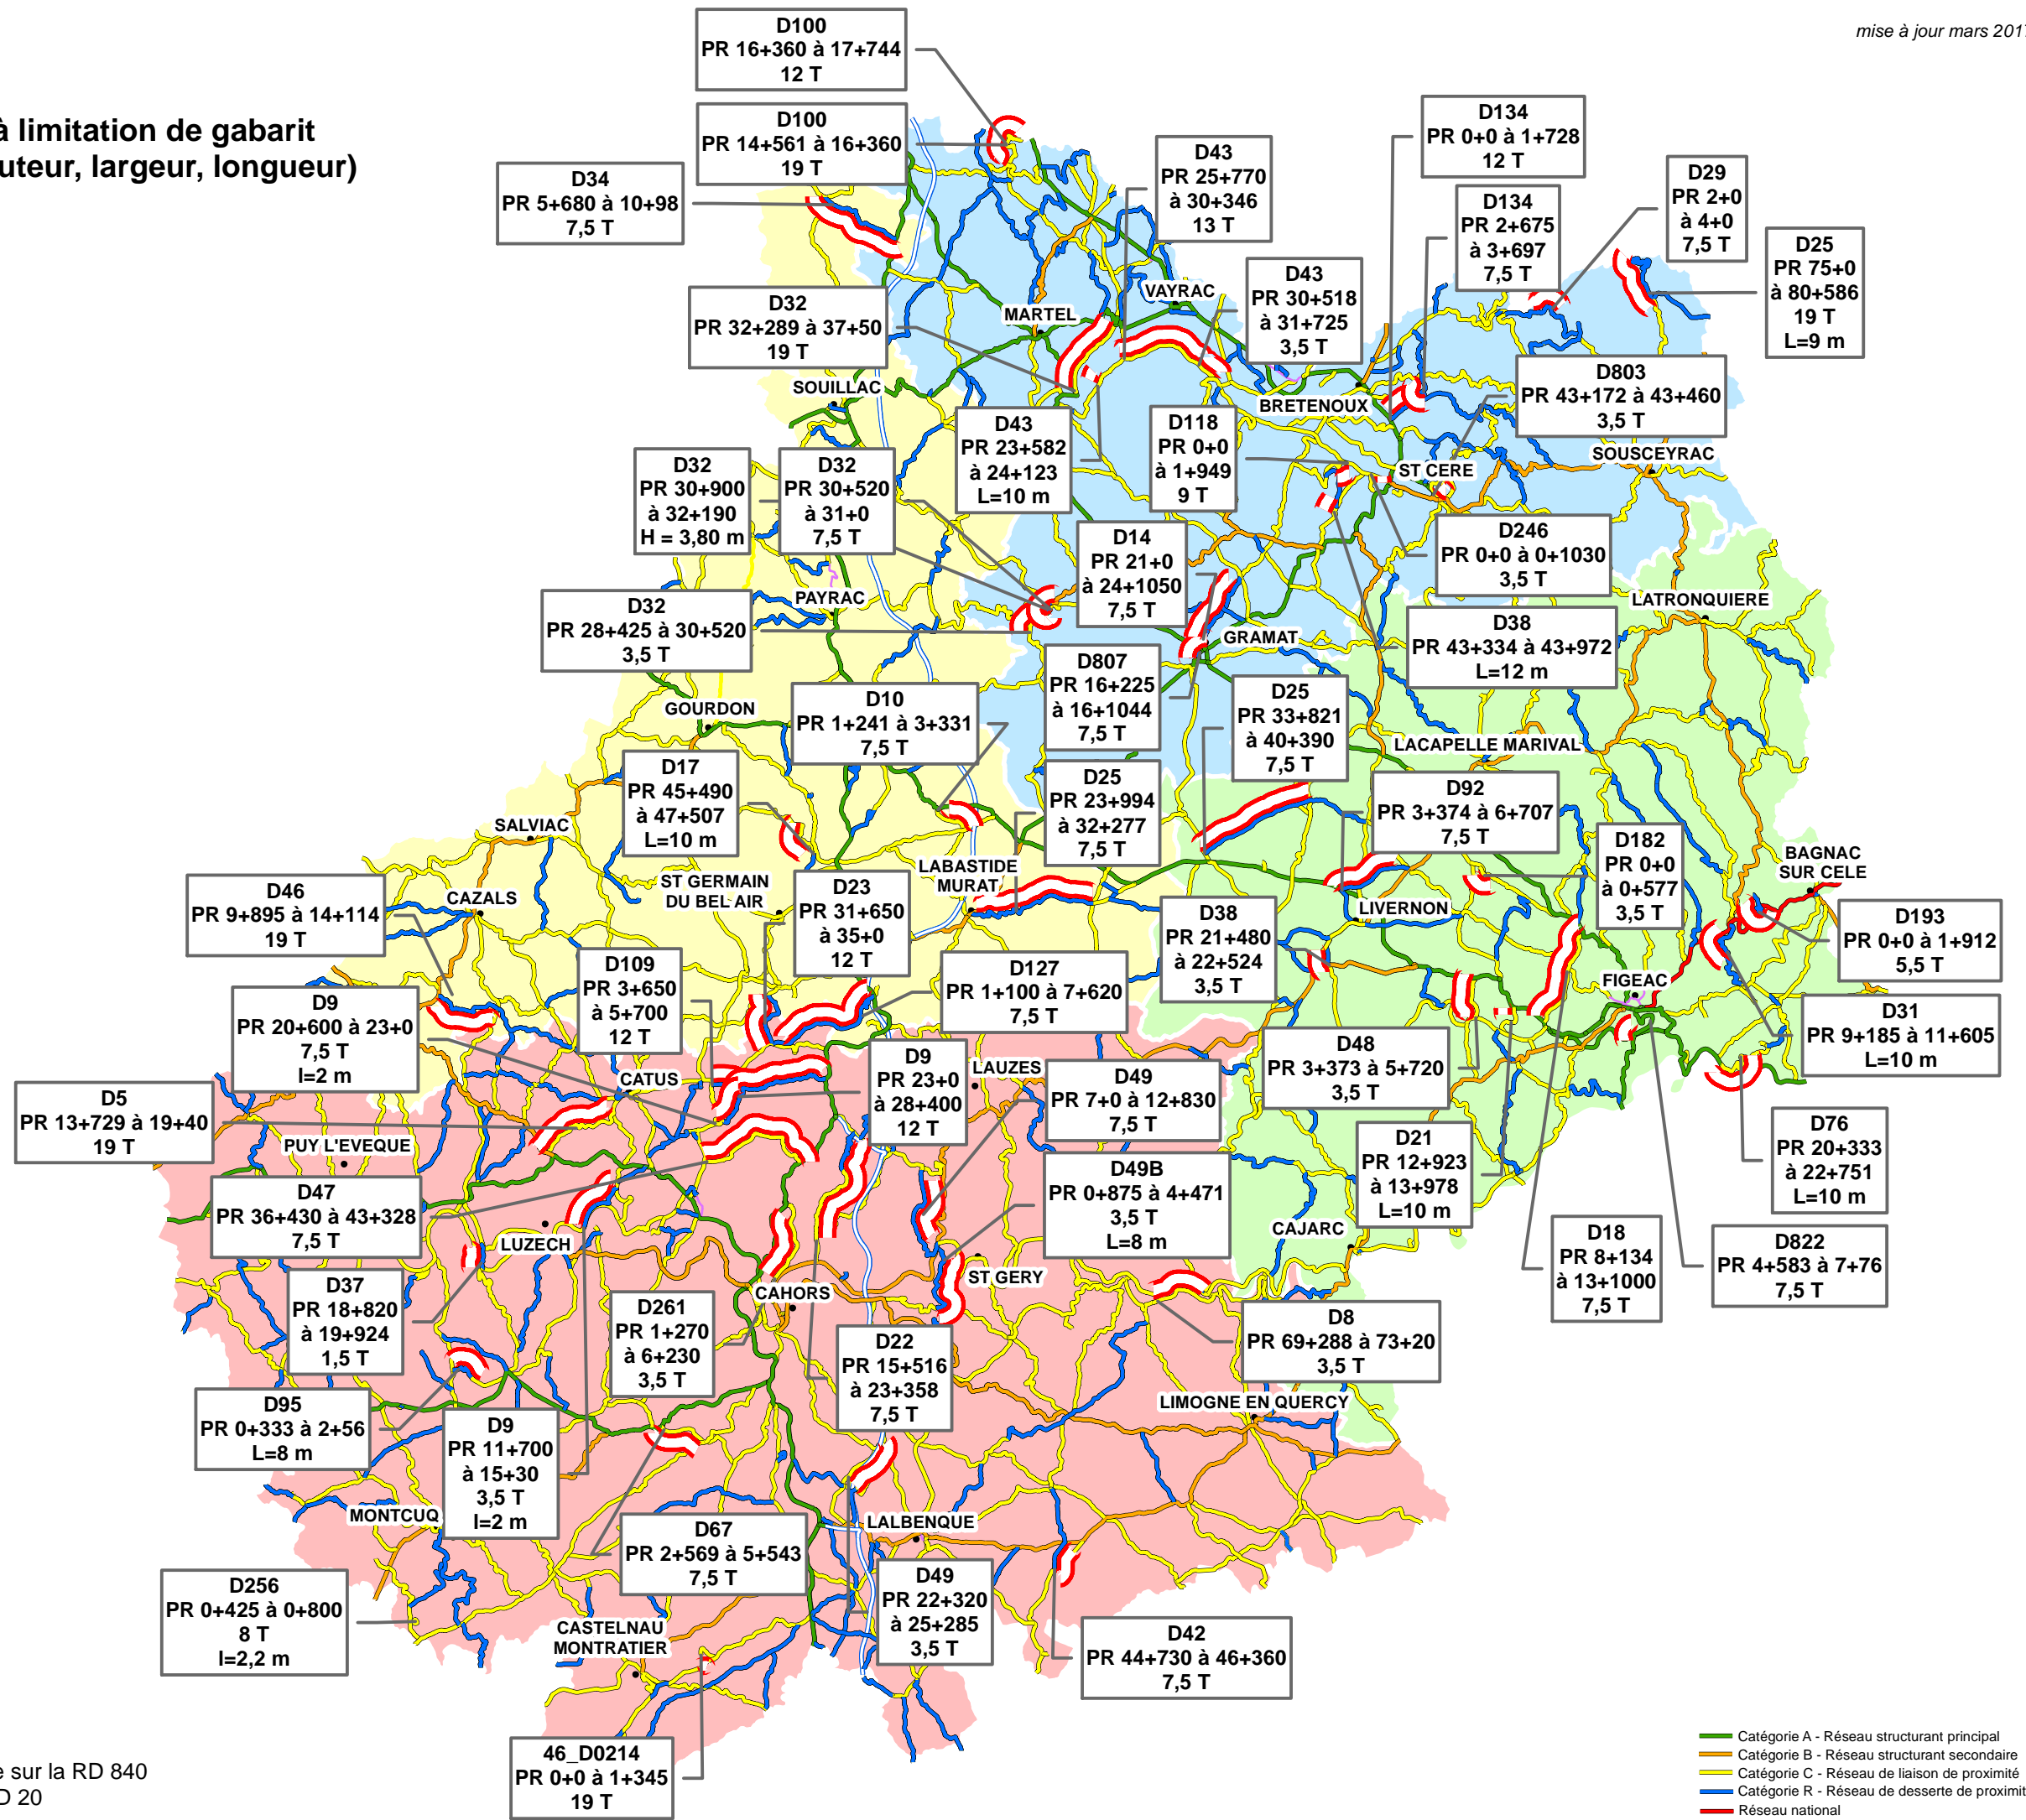 mise à jour mars 2017
à limitation de gabarit
uteur, largeur, longueur)
D100
PR 16+360 à 17+744
12 T
D100
PR 14+561 à 16+360
19 T
D34
PR 5+680 à 10+98
7,5 T
D43
PR 25+770
à 30+346
13 T
D134
PR 0+0 à 1+728
12 T
D134
PR 2+675
à 3+697
7,5 T
D29
PR 2+0
à 4+0
7,5 T
D25
PR 75+0
à 80+586
19 T
L=9 m
D32
PR 32+289 à 37+50
19 T
MARTEL
VAYRAC
D43
PR 30+518
à 31+725
3,5 T
D803
PR 43+172 à 43+460
3,5 T
SOUILLAC
BRETENOUX
D43
PR 23+582
à 24+123
L=10 m
D118
PR 0+0
à 1+949
9 T
ST CERE
SOUSCEYRAC
D32
PR 30+900
à 32+190
H = 3,80 m
D32
PR 30+520
à 31+0
7,5 T
D14
PR 21+0
à 24+1050
7,5 T
D246
PR 0+0 à 0+1030
3,5 T
PAYRAC
LATRONQUIERE
D32
PR 28+425 à 30+520
3,5 T
GRAMAT
D38
PR 43+334 à 43+972
L=12 m
D807
PR 16+225
à 16+1044
7,5 T
D10
PR 1+241 à 3+331
7,5 T
D25
PR 33+821
à 40+390
7,5 T
GOURDON
LACAPELLE MARIVAL
D17
PR 45+490
à 47+507
L=10 m
D25
PR 23+994
à 32+277
7,5 T
D92
PR 3+374 à 6+707
7,5 T
D182
PR 0+0
à 0+577
3,5 T
SALVIAC
BAGNAC
SUR CELE
LABASTIDE
MURAT
ST GERMAIN
DU BEL AIR
D46
PR 9+895 à 14+114
19 T
CAZALS
D23
PR 31+650
à 35+0
12 T
LIVERNON
D38
PR 21+480
à 22+524
3,5 T
D193
PR 0+0 à 1+912
5,5 T
D109
PR 3+650
à 5+700
12 T
D127
PR 1+100 à 7+620
7,5 T
FIGEAC
D9
PR 20+600 à 23+0
7,5 T
l=2 m
D31
PR 9+185 à 11+605
L=10 m
D48
PR 3+373 à 5+720
3,5 T
CATUS
D9
PR 23+0
à 28+400
12 T
LAUZES
D49
PR 7+0 à 12+830
7,5 T
D5
PR 13+729 à 19+40
19 T
PUY L'EVEQUE
D21
PR 12+923
à 13+978
L=10 m
D76
PR 20+333
à 22+751
L=10 m
D49B
PR 0+875 à 4+471
3,5 T
L=8 m
D47
PR 36+430 à 43+328
7,5 T
LUZECH
CAJARC
D18
PR 8+134
à 13+1000
7,5 T
D822
PR 4+583 à 7+76
7,5 T
D37
PR 18+820
à 19+924
1,5 T
ST GERY
CAHORS
D261
PR 1+270
à 6+230
3,5 T
D8
PR 69+288 à 73+20
3,5 T
D22
PR 15+516
à 23+358
7,5 T
D95
PR 0+333 à 2+56
L=8 m
LIMOGNE EN QUERCY
D9
PR 11+700
à 15+30
3,5 T
l=2 m
MONTCUQ
LALBENQUE
D67
PR 2+569 à 5+543
7,5 T
D256
PR 0+425 à 0+800
8 T
l=2,2 m
D49
PR 22+320
à 25+285
3,5 T
CASTELNAU
MONTRATIER
D42
PR 44+730 à 46+360
7,5 T
46_D0214
PR 0+0 à 1+345
19 T
e sur la RD 840
D 20
Catégorie A - Réseau structurant principal
Catégorie B - Réseau structurant secondaire
Catégorie C - Réseau de liaison de proximité
Catégorie R - Réseau de desserte de proximit
Réseau national